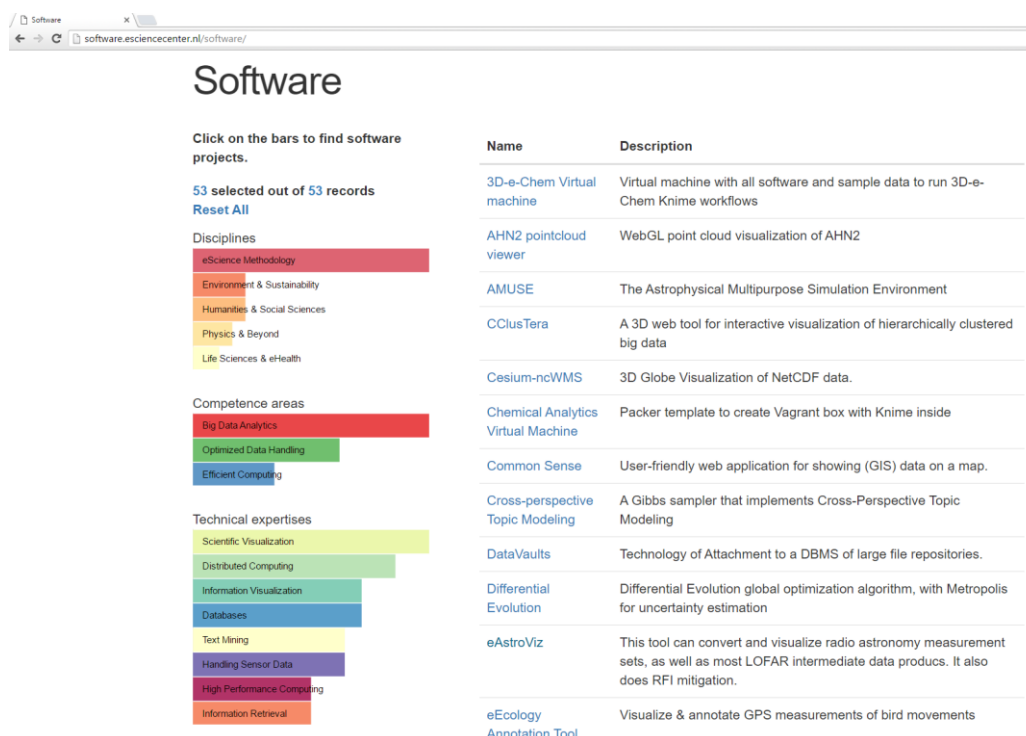 Software
software.esciencecenter.nl/software/
Software
Click on the bars to find software
projects.
53 selected out of 53 records
Reset All
Disciplines
eScience Methodology
Environment & Sustainability
Humanities & Social Sciences
Physics & Beyond
Life Sciences & eHealth
Competence areas
Big Data Analytics
Optimized Data Handling
Efficient Computing
Technical expertises
Scientific Visualization
Distributed Computing
Information Visualization
Databases
Text Mining
Handling Sensor Data
High Performance Computing
Information Retrieval
Name Description
3D-e-Chem Virtual Virtual machine with all software and sample data to run 3D-e-
machine Chem Knime workflows
AHN2 pointcloud WebGL point cloud visualization of AHN2
viewer
AMUSE The Astrophysical Multipurpose Simulation Environment
CClusTera A 3D web tool for interactive visualization of hierarchically clustered
big data
Cesium-ncWMS 3D Globe Visualization of NetCDF data.
Chemical Analytics Packer template to create Vagrant box with Knime inside
Virtual Machine
Common Sense User-friendly web application for showing (GIS) data on a map.
Cross-perspective A Gibbs sampler that implements Cross-Perspective Topic
Topic Modeling Modeling
DataVaults Technology of Attachment to a DBMS of large file repositories.
Differential Differential Evolution global optimization algorithm, with Metropolis
Evolution for uncertainty estimation
eAstroViz This tool can convert and visualize radio astronomy measurement
sets, as well as most LOFAR intermediate data producs. It also
does RFI mitigation.
eEcology Visualize & annotate GPS measurements of bird movements
Annotation Tool